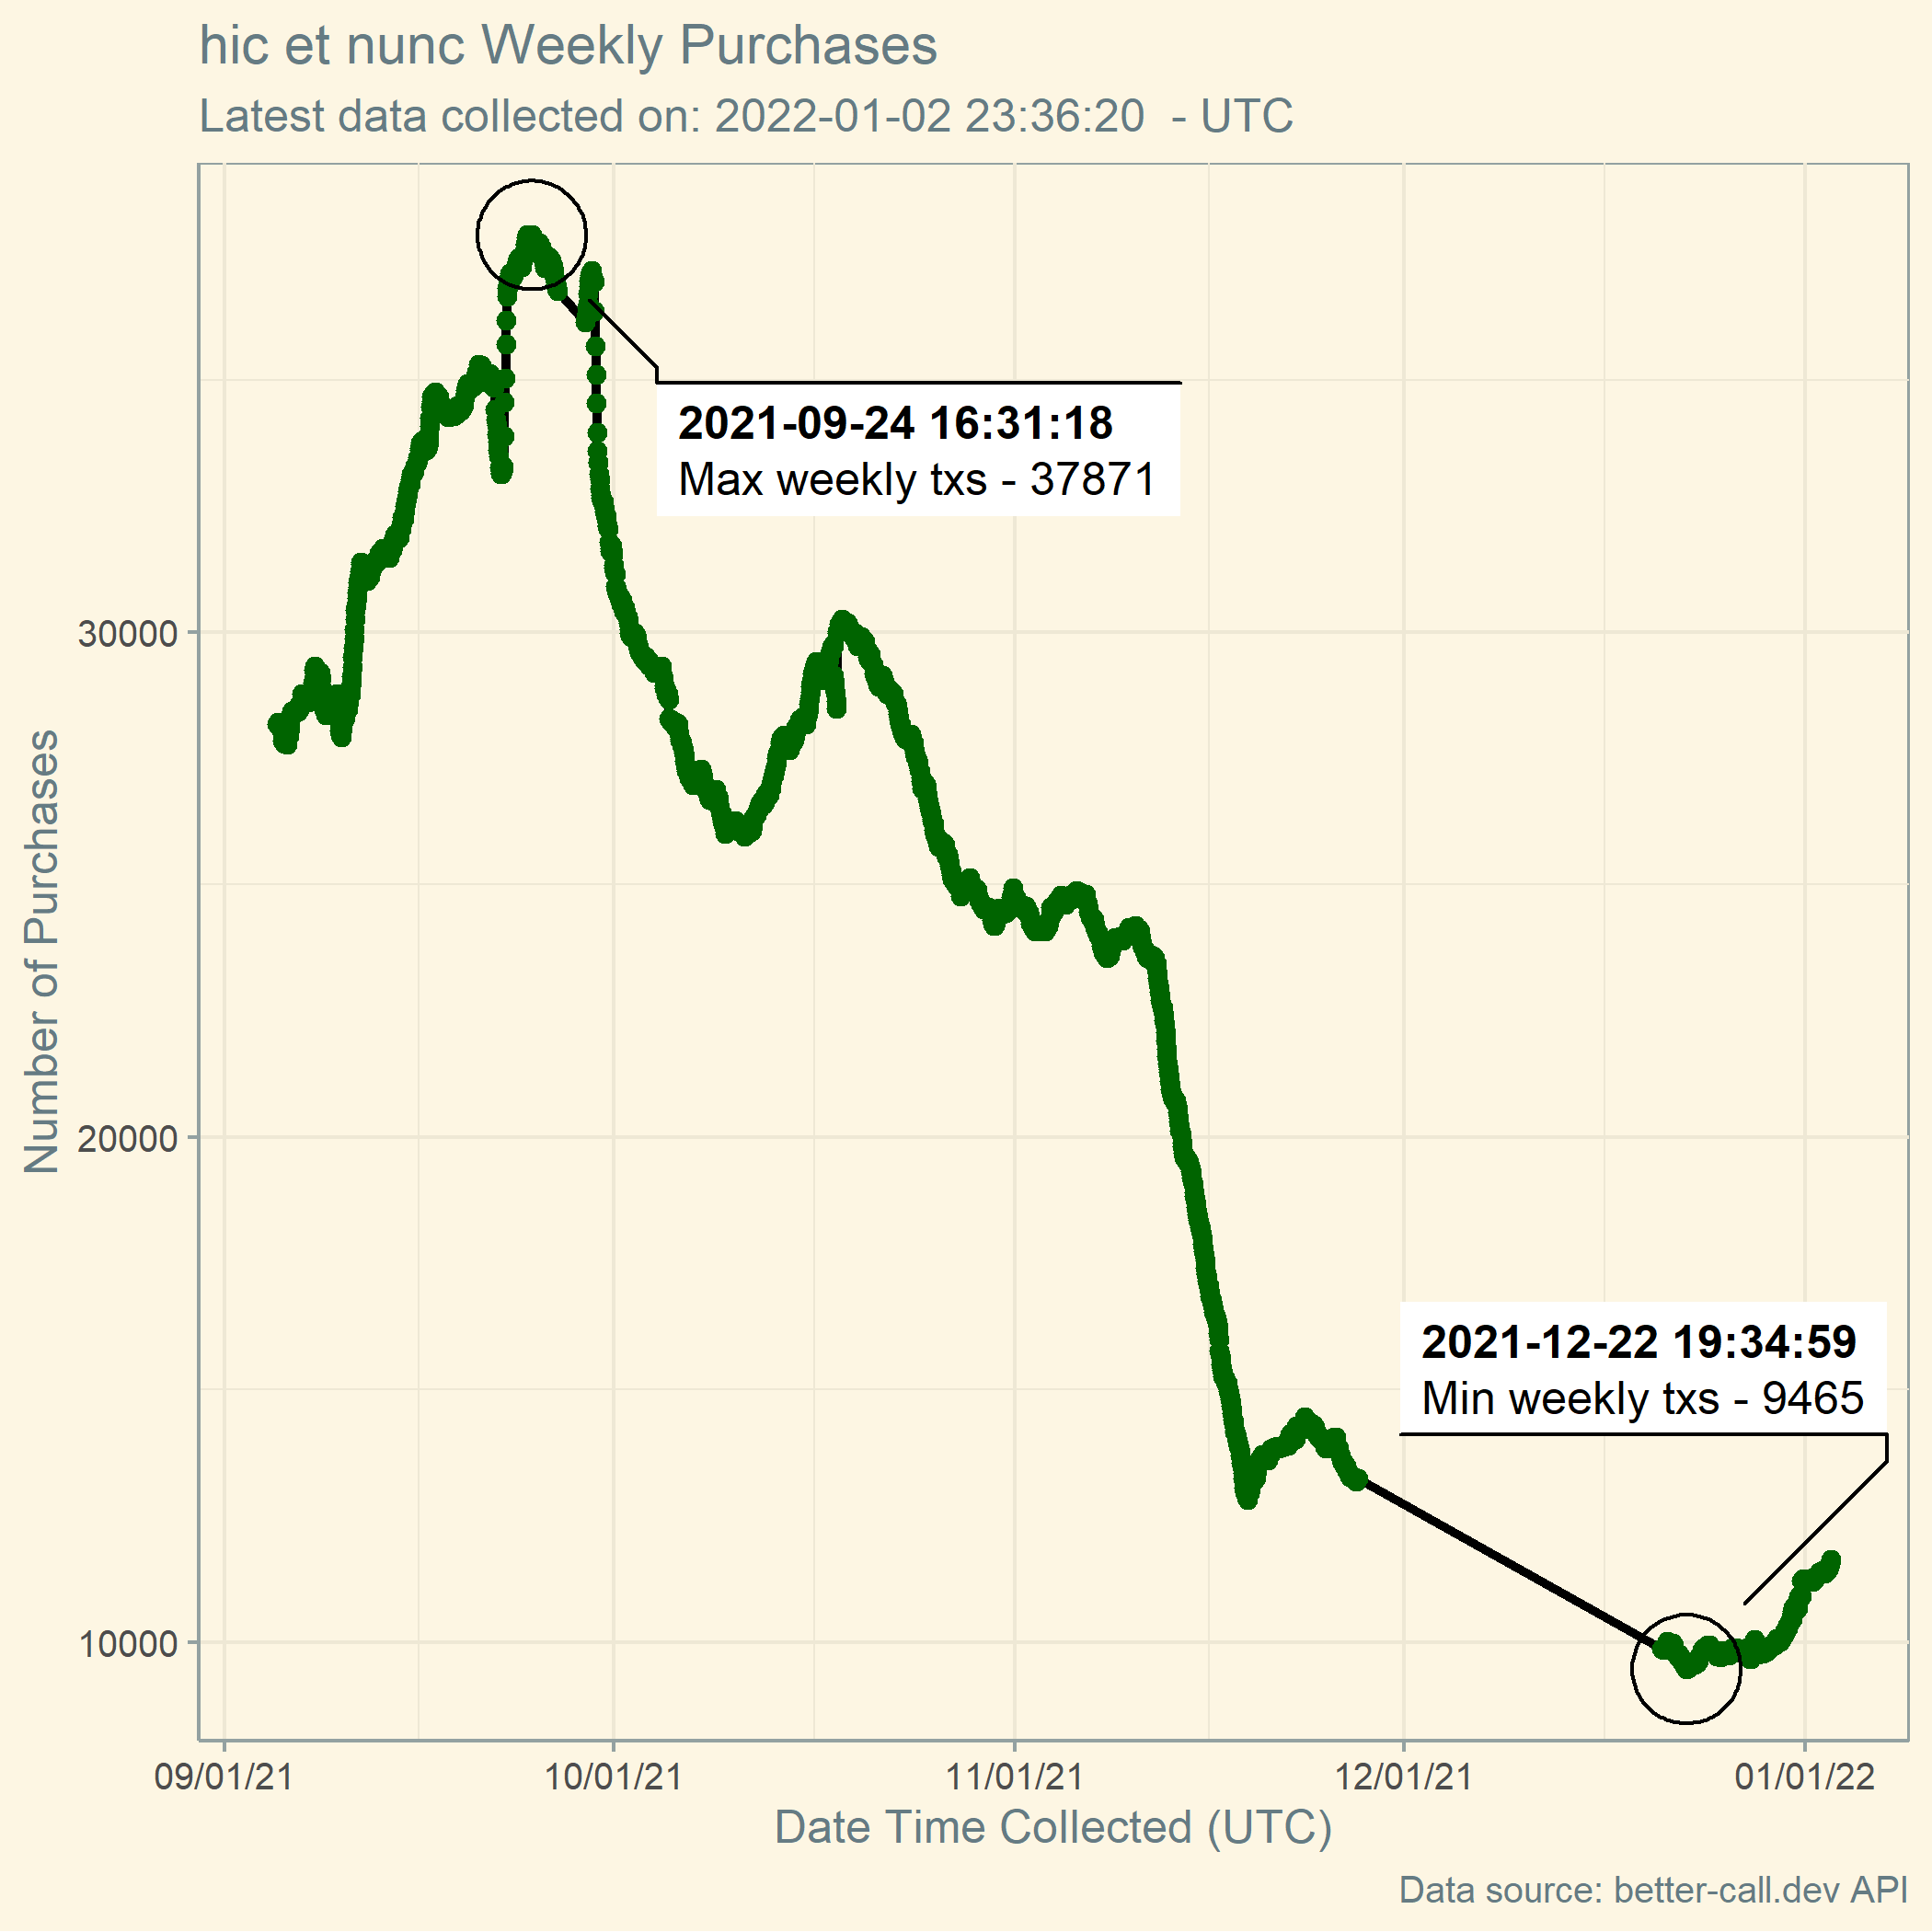 hic et nunc Weekly Purchases
Latest data collected on: 2022-01-02 23:36:20  - UTC
2021-09-24 16:31:18
Max weekly txs - 37871
30000
Number of Purchases
20000
2021-12-22 19:34:59
Min weekly txs - 9465
10000
09/01/21 10/01/21 11/01/21 12/01/21 01/01/22
Date Time Collected (UTC)
Data source: better-call.dev API